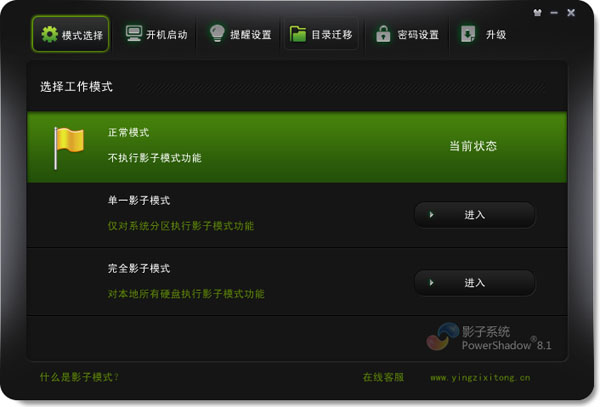 模式选择 开机启动 提醒设置 目录迁移 密码设置 升级
选择工作模式
正常模式
不执行影子模式功能
当前状态
单一影子模式
仅对系统分区执行影子模式功能
进入
完全影子模式
对本地所有硬盘执行影子模式功能
进入
影子系统
PowerShadow®8.1
什么是影子模式? 在线客服 www.yingzixitong.cn